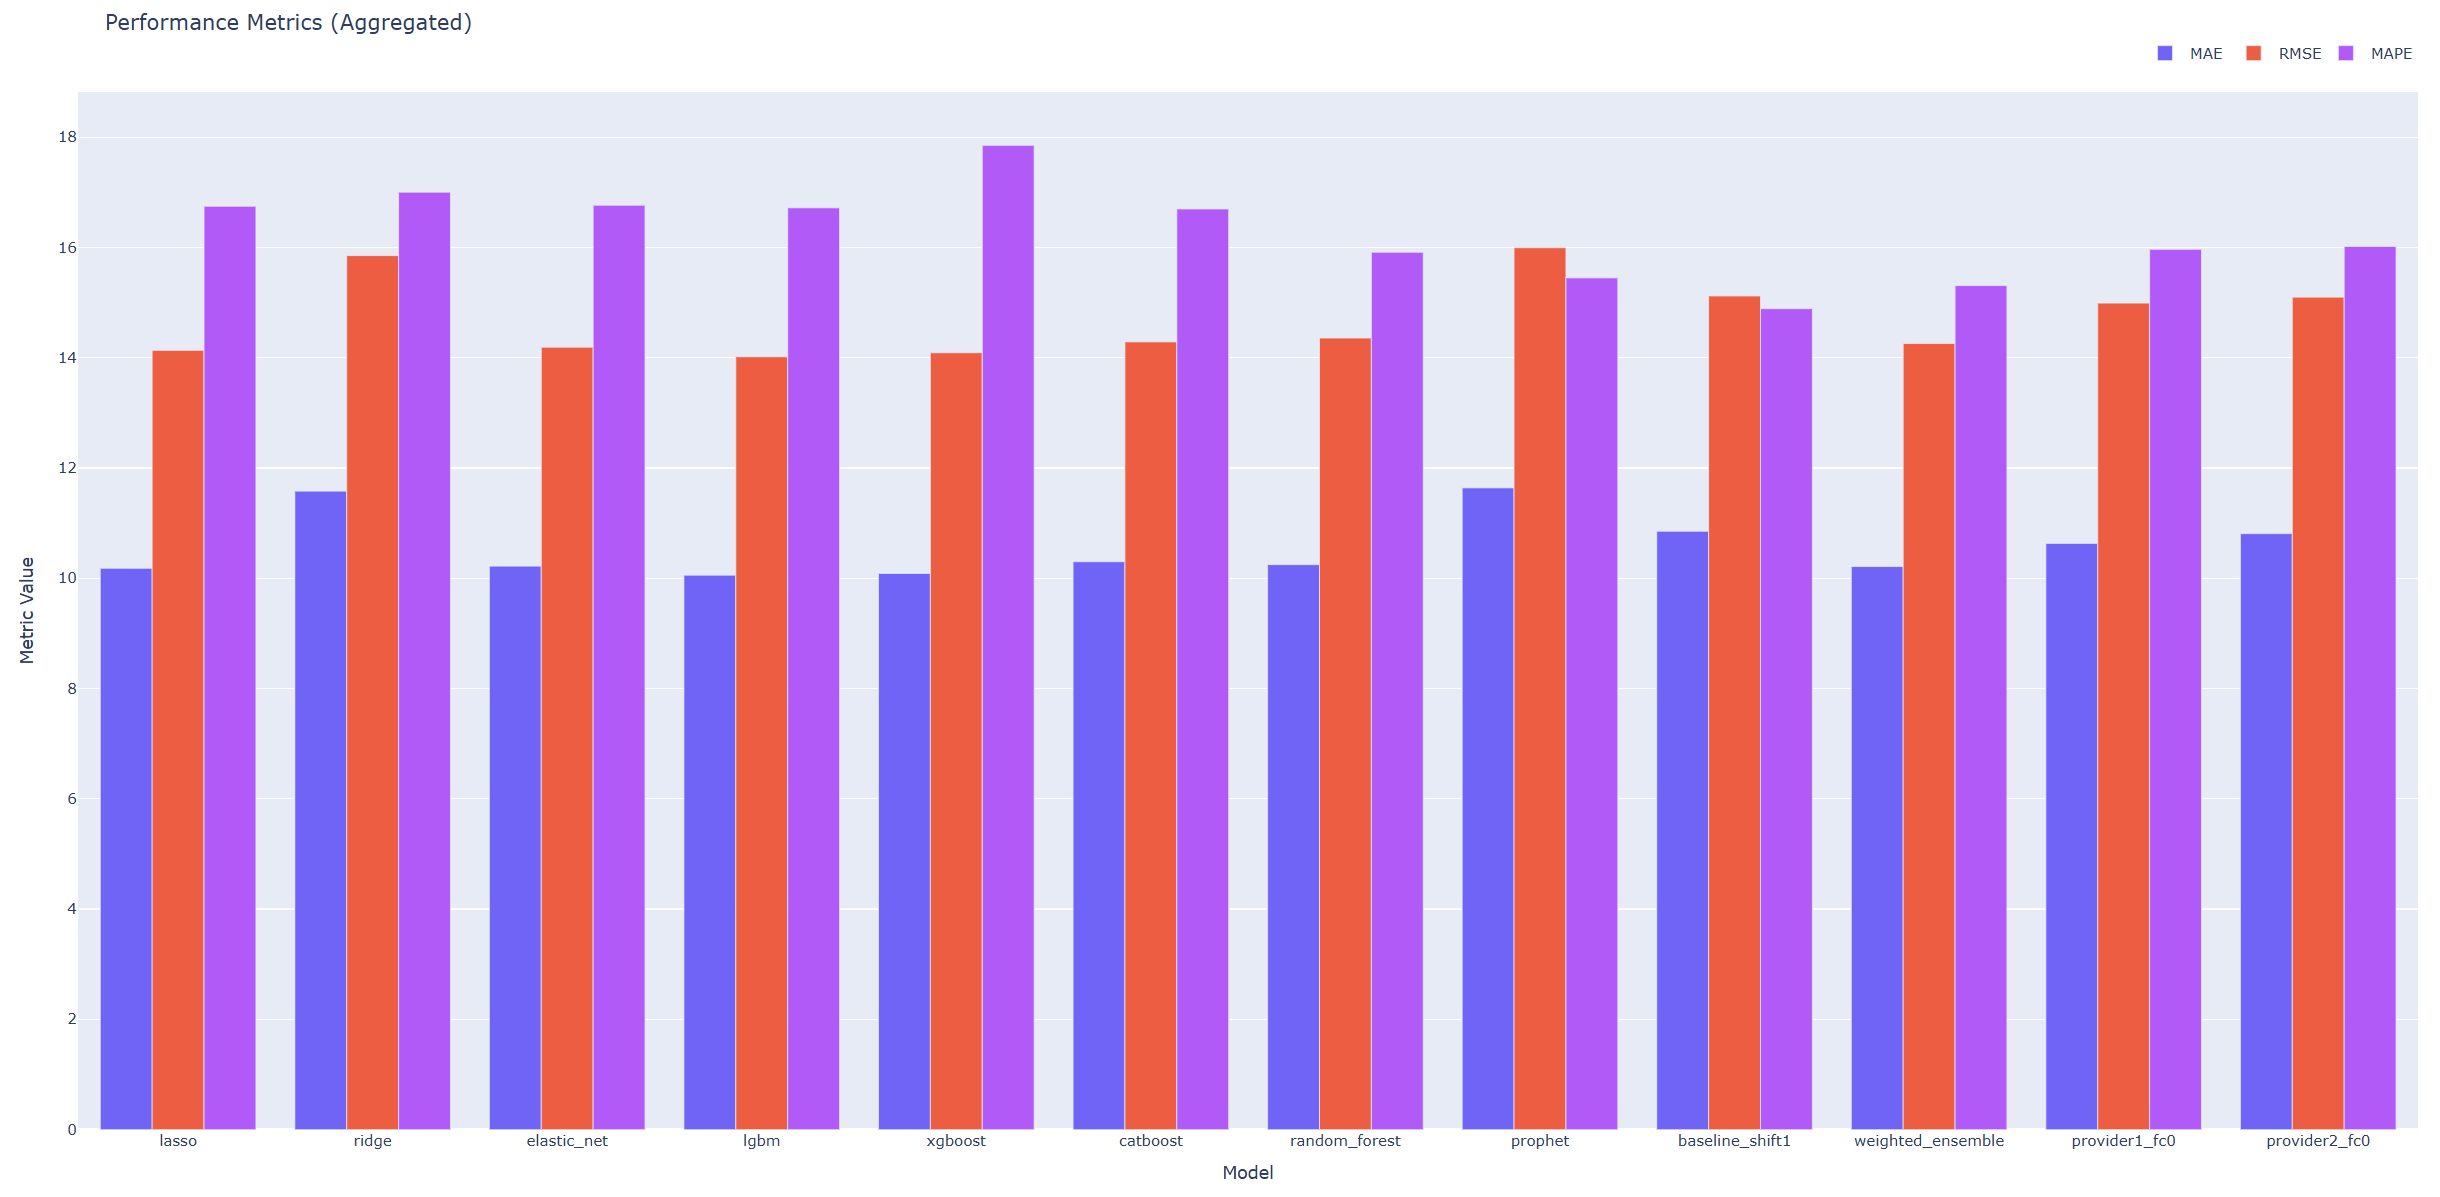 Performance Metrics (Aggregated)
MAE RMSE MAPE
18
16
14
12
10
8
6
4
2
0
Metric Value
lasso ridge elastic_net lgbm xgboost catboost random_forest prophet baseline_shift1 weighted_ensemble provider1_fc0 provider2_fc0
Model